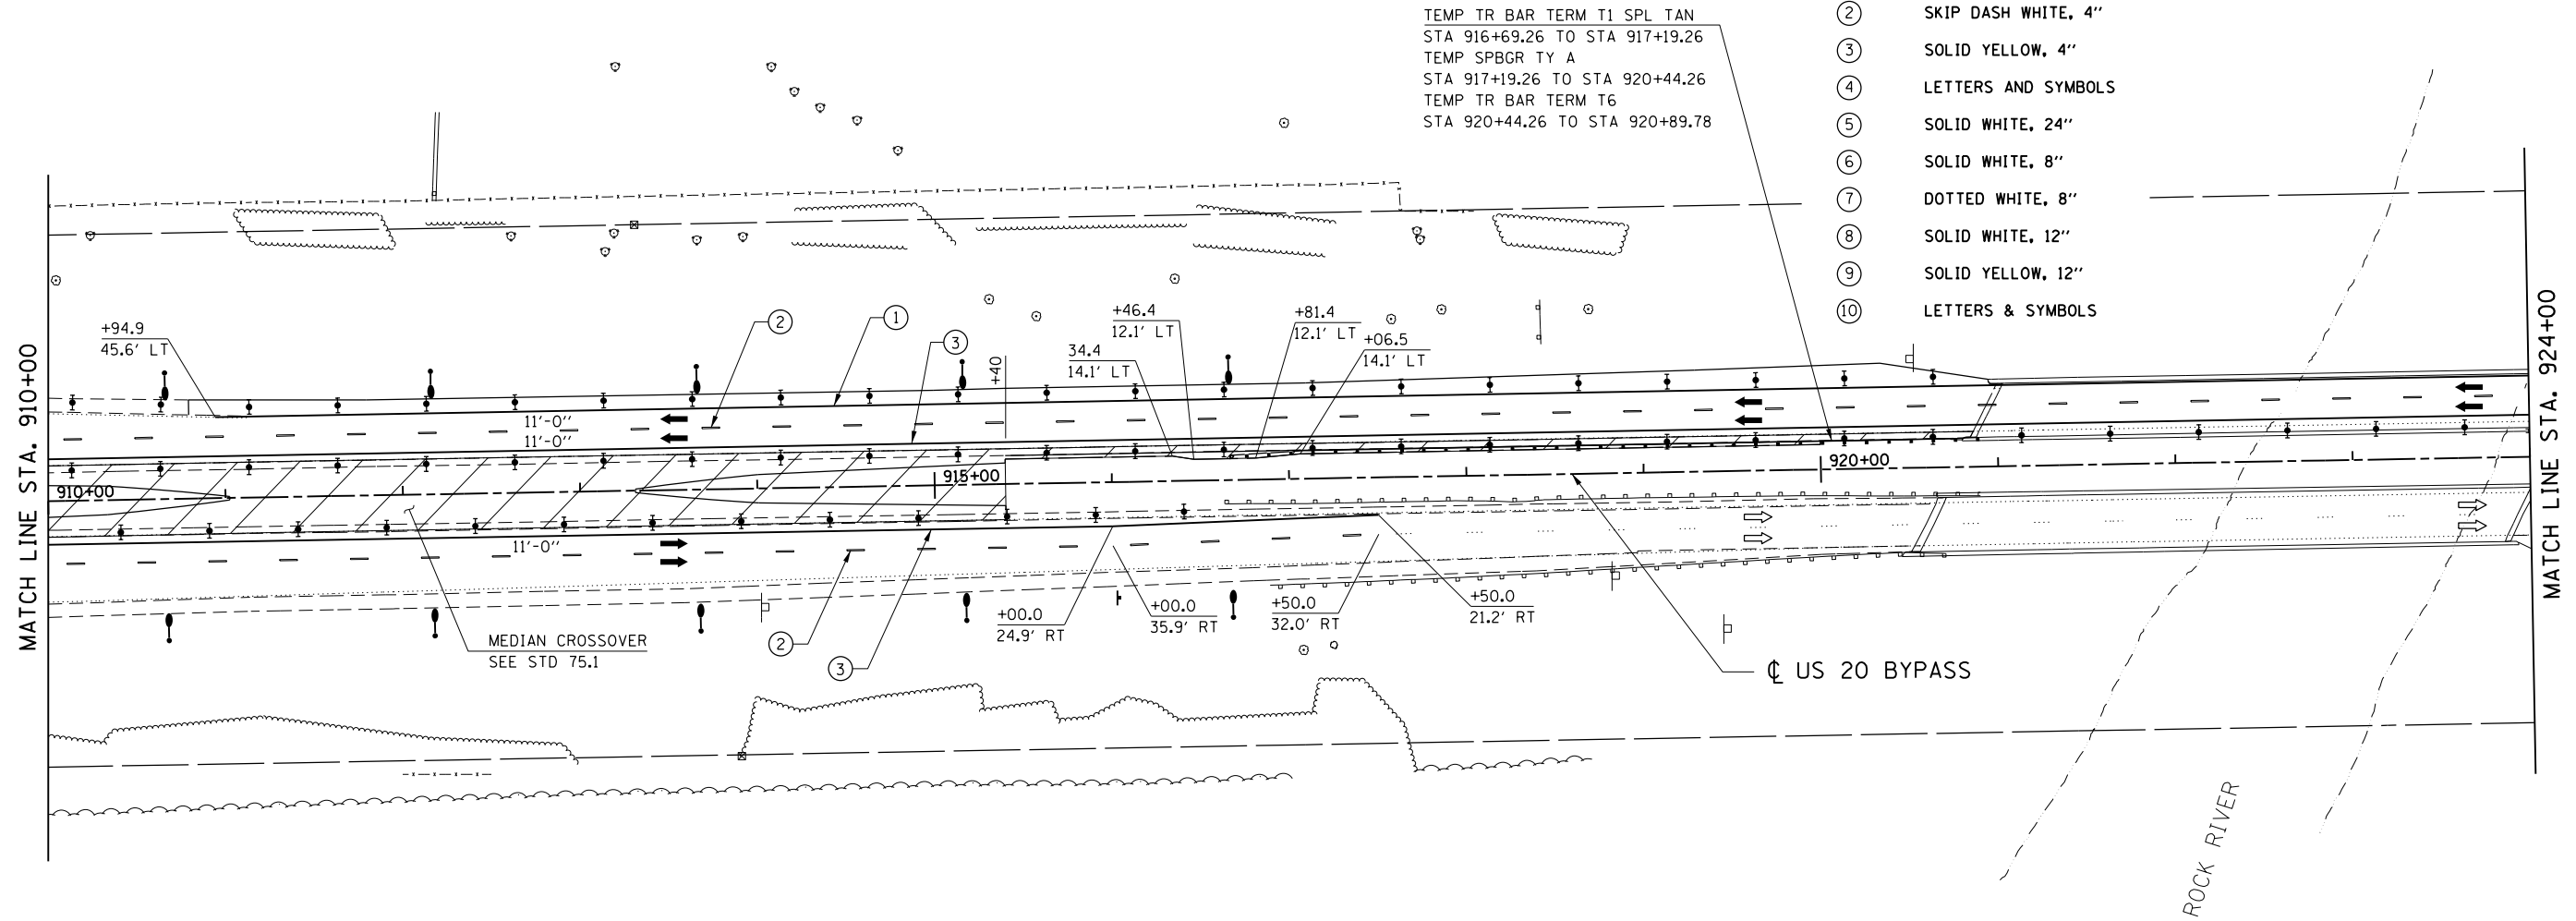 TEMP TR BAR TERM T1 SPL TAN
STA 916+69.26 TO STA 917+19.26
TEMP SPBGR TY A
STA 917+19.26 TO STA 920+44.26
TEMP TR BAR TERM T6
STA 920+44.26 TO STA 920+89.78
2 SKIP DASH WHITE, 4"
3 SOLID YELLOW, 4"
4 LETTERS AND SYMBOLS
5 SOLID WHITE, 24"
6 SOLID WHITE, 8"
7 DOTTED WHITE, 8"
8 SOLID WHITE, 12"
9 SOLID YELLOW, 12"
10 LETTERS & SYMBOLS
MATCH LINE STA. 910+00
MATCH LINE STA. 924+00
+94.9
45.6' LT
2
1
3
+40
34.4
14.1' LT
+46.4
12.1' LT
+81.4
12.1' LT
+06.5
14.1' LT
11'-0"
11'-0"
910+00
915+00
920+00
11'-0"
MEDIAN CROSSOVER
SEE STD 75.1
2
3
+00.0
24.9' RT
+00.0
35.9' RT
+50.0
32.0' RT
+50.0
21.2' RT
℄ US 20 BYPASS
ROCK RIVER